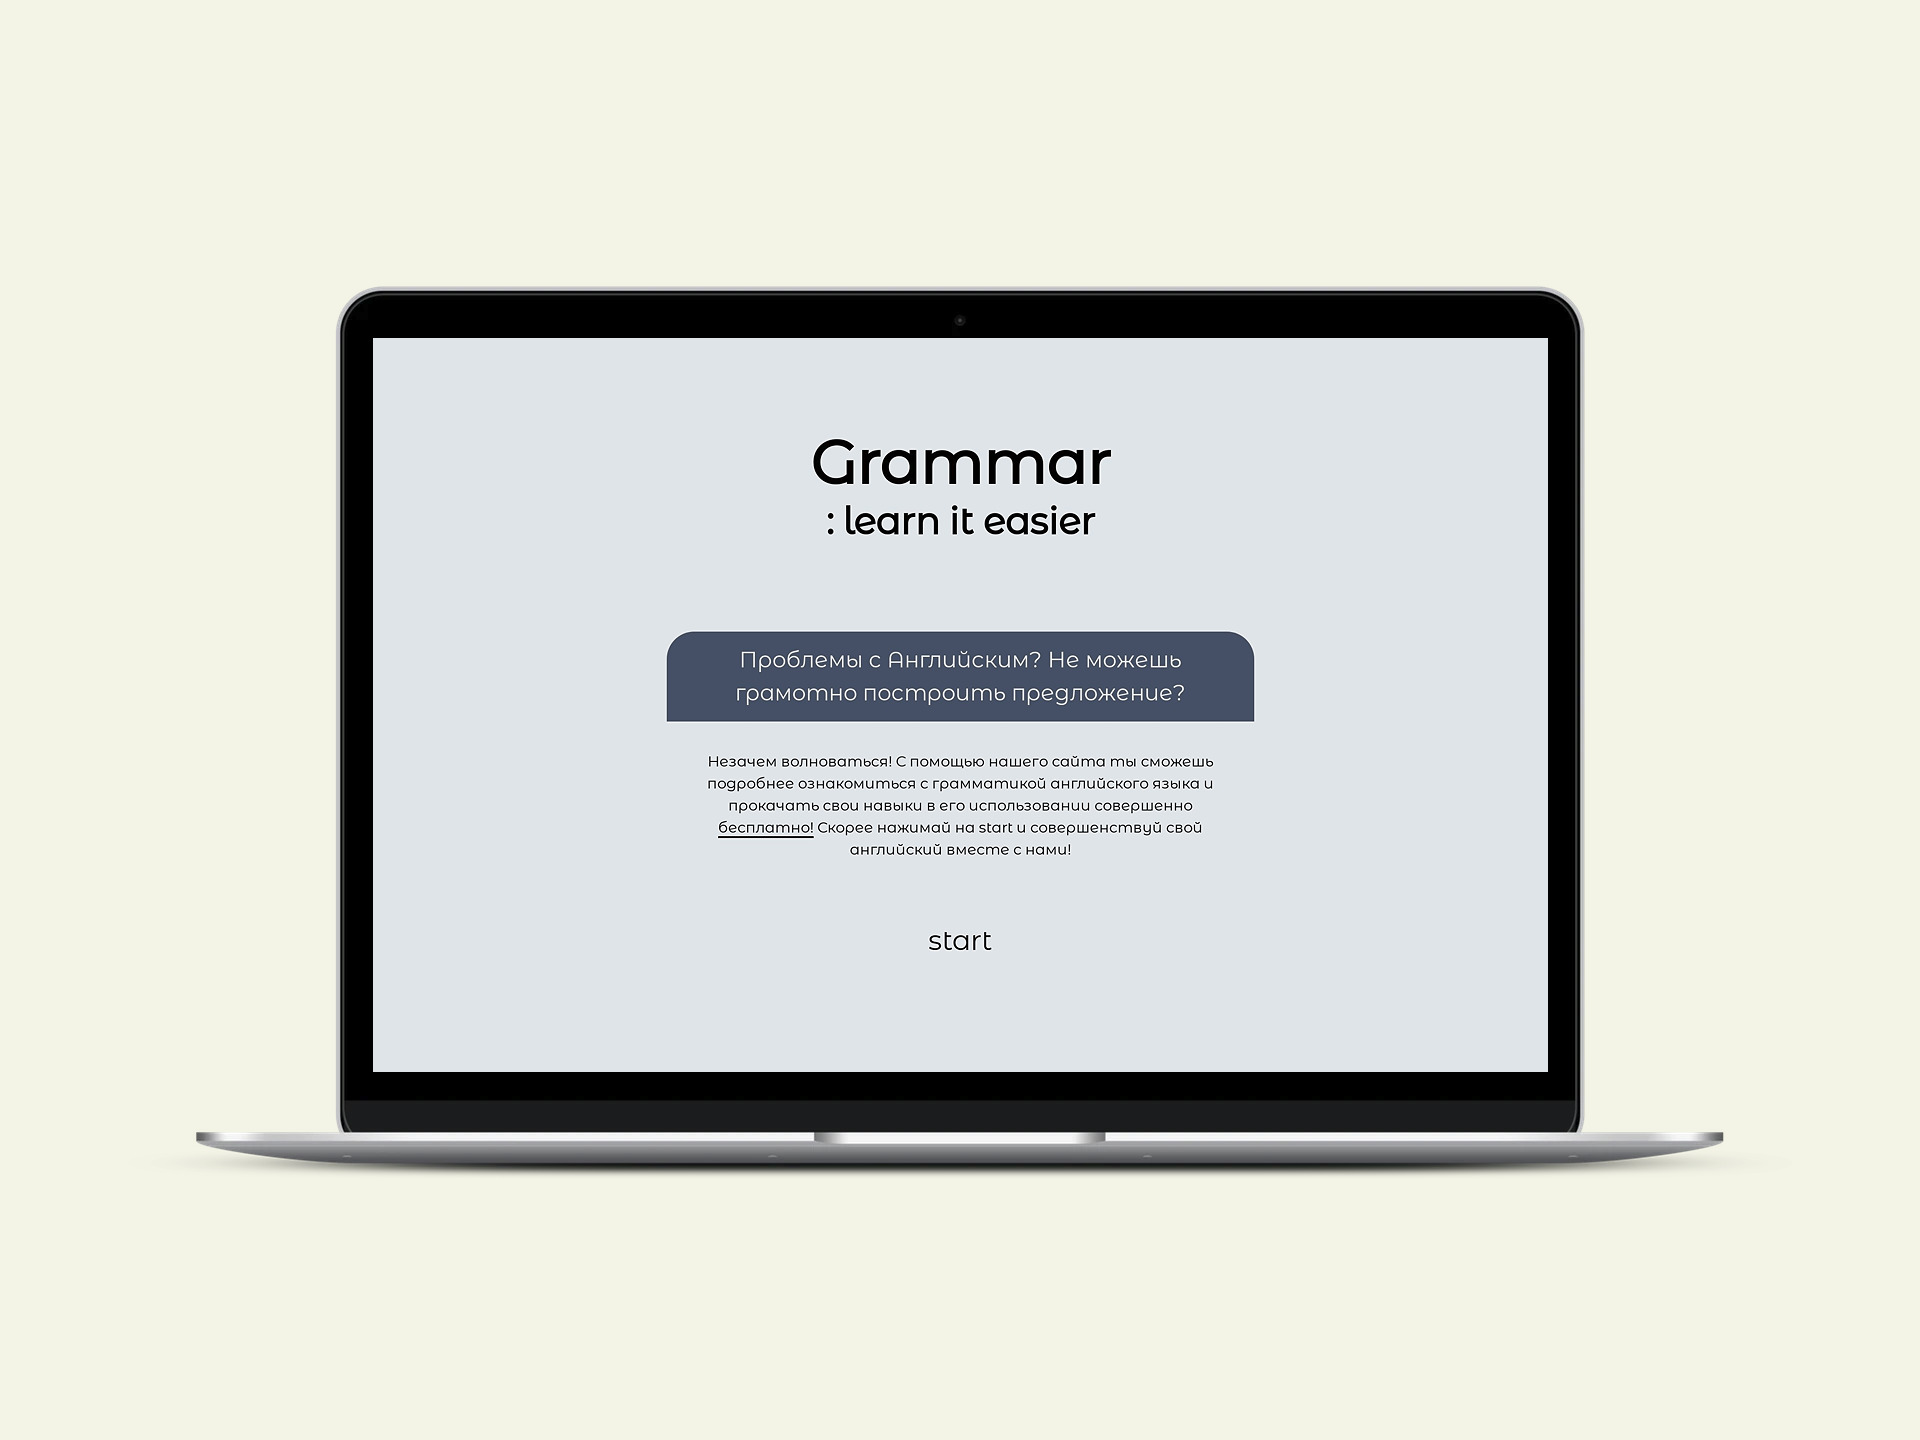 Grammar
: learn it easier
Проблемы с Английским? Не можешь
грамотно построить предложение?
Незачем волноваться! С помощью нашего сайта ты сможешь
подробнее ознакомиться с грамматикой английского языка и
прокачать свои навыки в его использовании совершенно
бесплатно! Скорее нажимай на start и совершенствуй свой
английский вместе с нами!
start